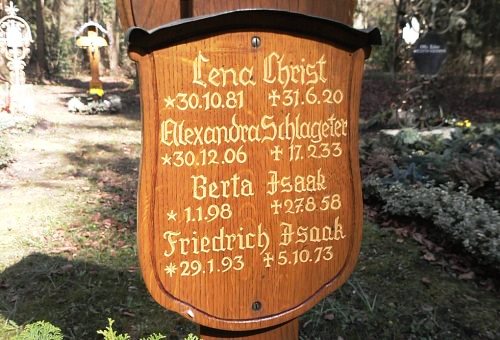 Lena Christ
*30.10.81 ‡31.6.20
Allexandra Schlageter
*30.12.06 ‡17.2.33
Berta Isaak
*1.1.98 ‡27.8.58
Friedrich Isaak
*29.1.93 ‡5.10.73